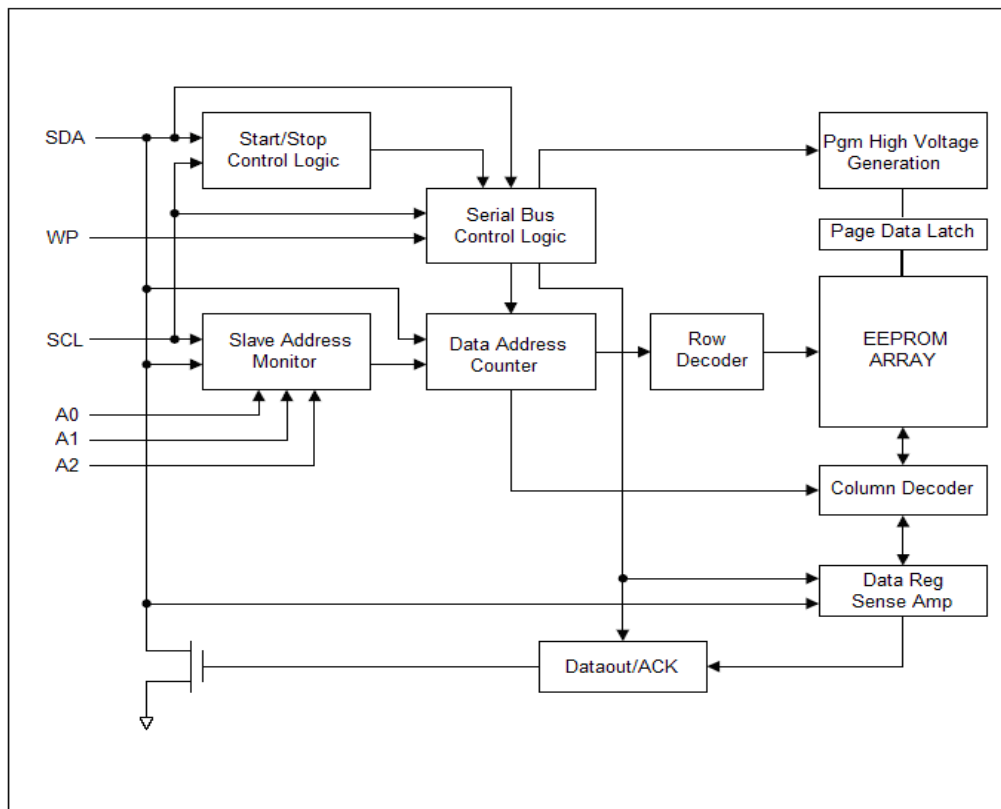 SDA
Start/Stop
Control Logic
Pgm High Voltage
Generation
WP
Serial Bus
Control Logic
Page Data Latch
SCL
Slave Address
Monitor
Data Address
Counter
Row
Decoder
EEPROM
ARRAY
A0
A1
A2
Column Decoder
Data Reg
Sense Amp
Dataout/ACK